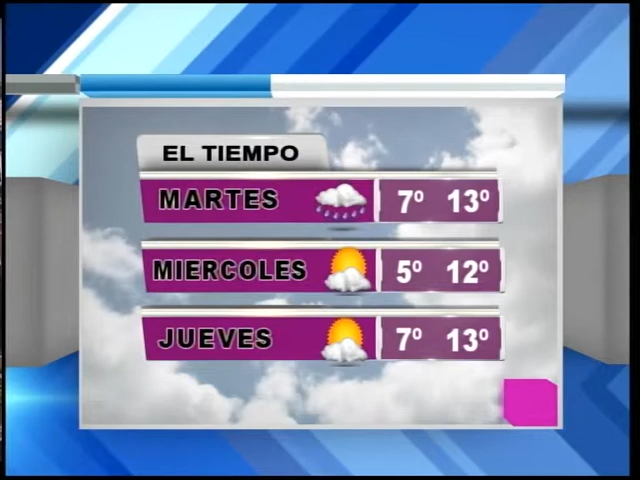 EL TIEMPO
MARTES 7º 13º
MIERCOLES 5º 12º
JUEVES 7º 13º